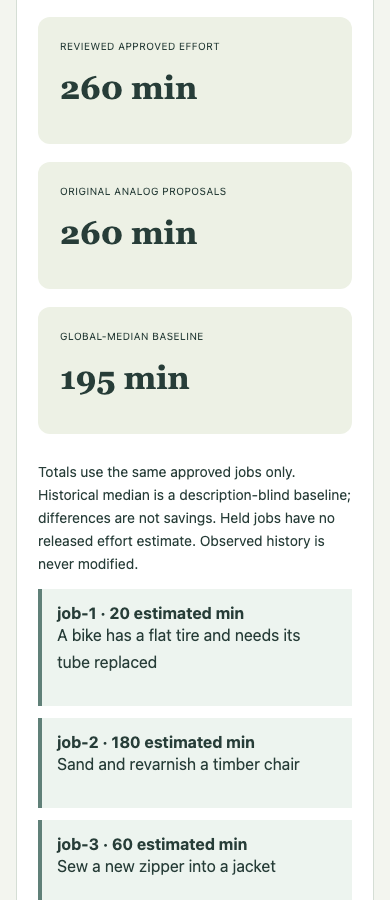 REVIEWED APPROVED EFFORT
260 min
ORIGINAL ANALOG PROPOSALS
260 min
GLOBAL-MEDIAN BASELINE
195 min
Totals use the same approved jobs only.
Historical median is a description-blind baseline;
differences are not savings. Held jobs have no
released effort estimate. Observed history is
never modified.
job-1 · 20 estimated min
A bike has a flat tire and needs its
tube replaced
job-2 · 180 estimated min
Sand and revarnish a timber chair
job-3 · 60 estimated min
Sew a new zipper into a jacket